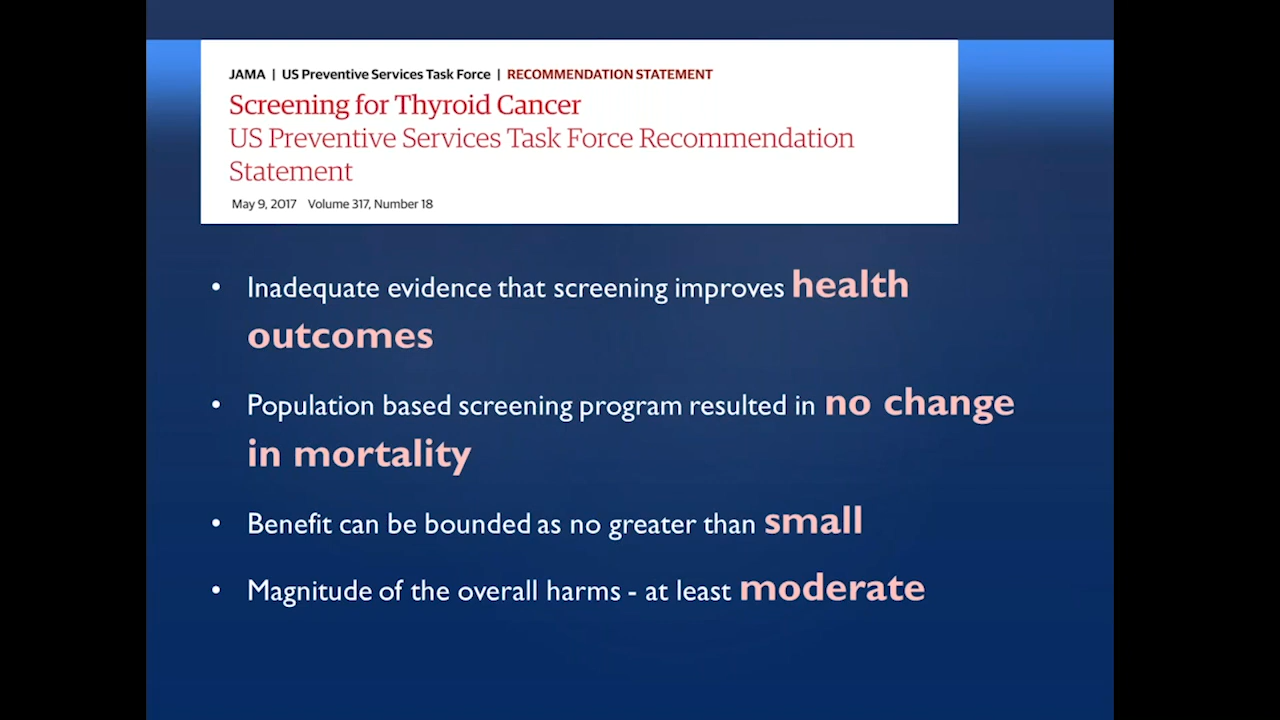 JAMA | US Preventive Services Task Force | RECOMMENDATION STATEMENT
Screening for Thyroid Cancer
US Preventive Services Task Force Recommendation
Statement
May 9, 2017 Volume 317, Number 18
• Inadequate evidence that screening improves health
outcomes
• Population based screening program resulted in no change
in mortality
• Benefit can be bounded as no greater than small
• Magnitude of the overall harms - at least moderate